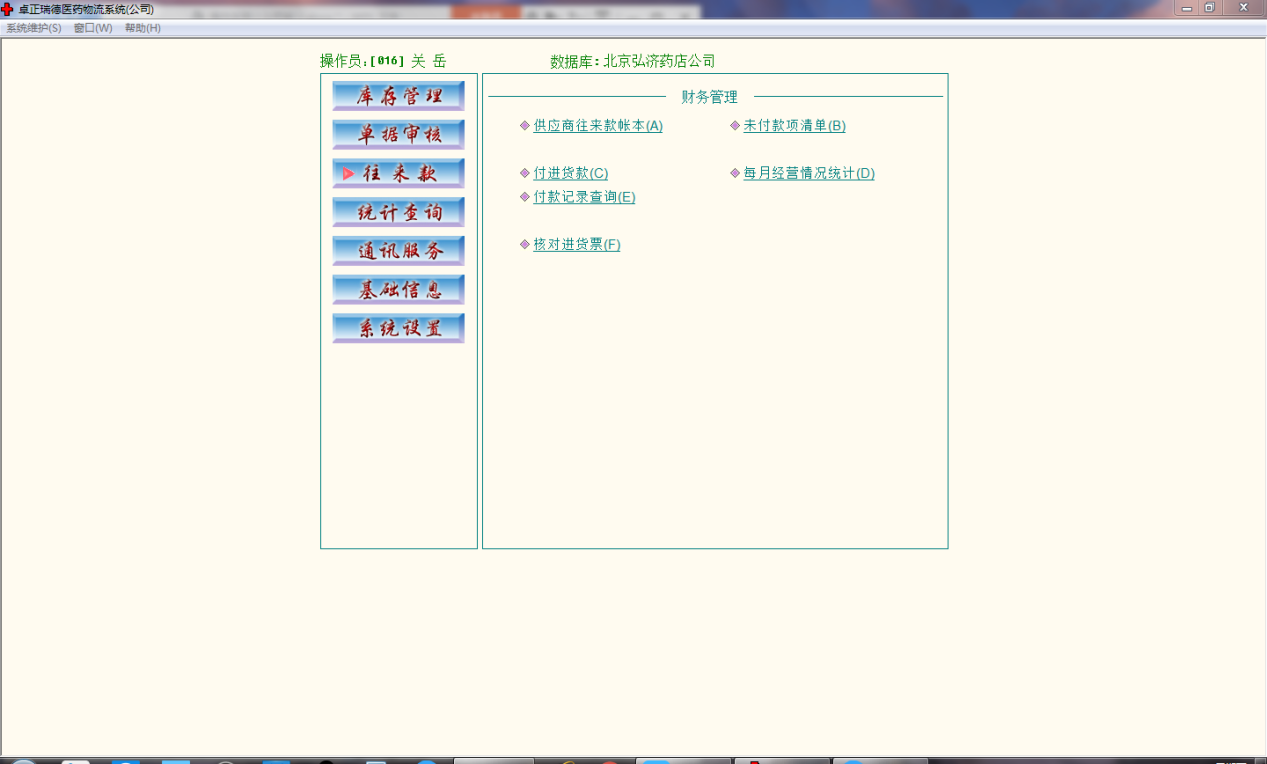 卓正瑞德医药物流系统(公司)
系统维护(S) 窗口(W) 帮助(H)
操作员:[016] 关 岳 数据库:北京弘济药店公司
库存管理
单据审核
往来款
统计查询
通讯服务
基础信息
系统设置
财务管理
供应商往来款帐本(A) 未付款项清单(B)
付进货款(C) 每月经营情况统计(D)
付款记录查询(E)
核对进货票(F)